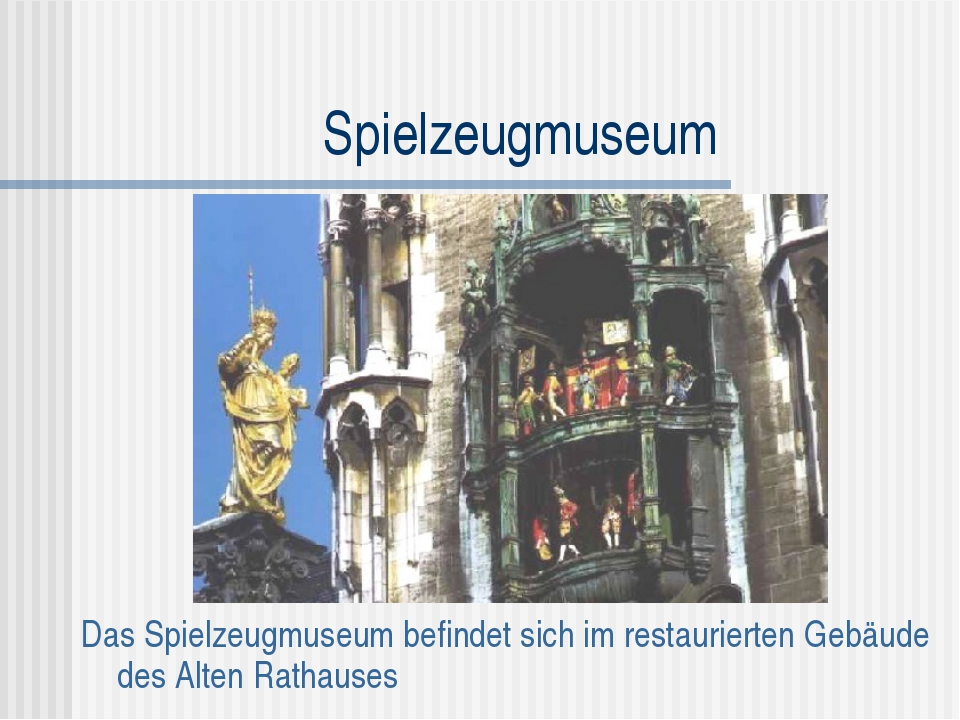 Spielzeugmuseum
Das Spielzeugmuseum befindet sich im restaurierten Gebäude
des Alten Rathauses